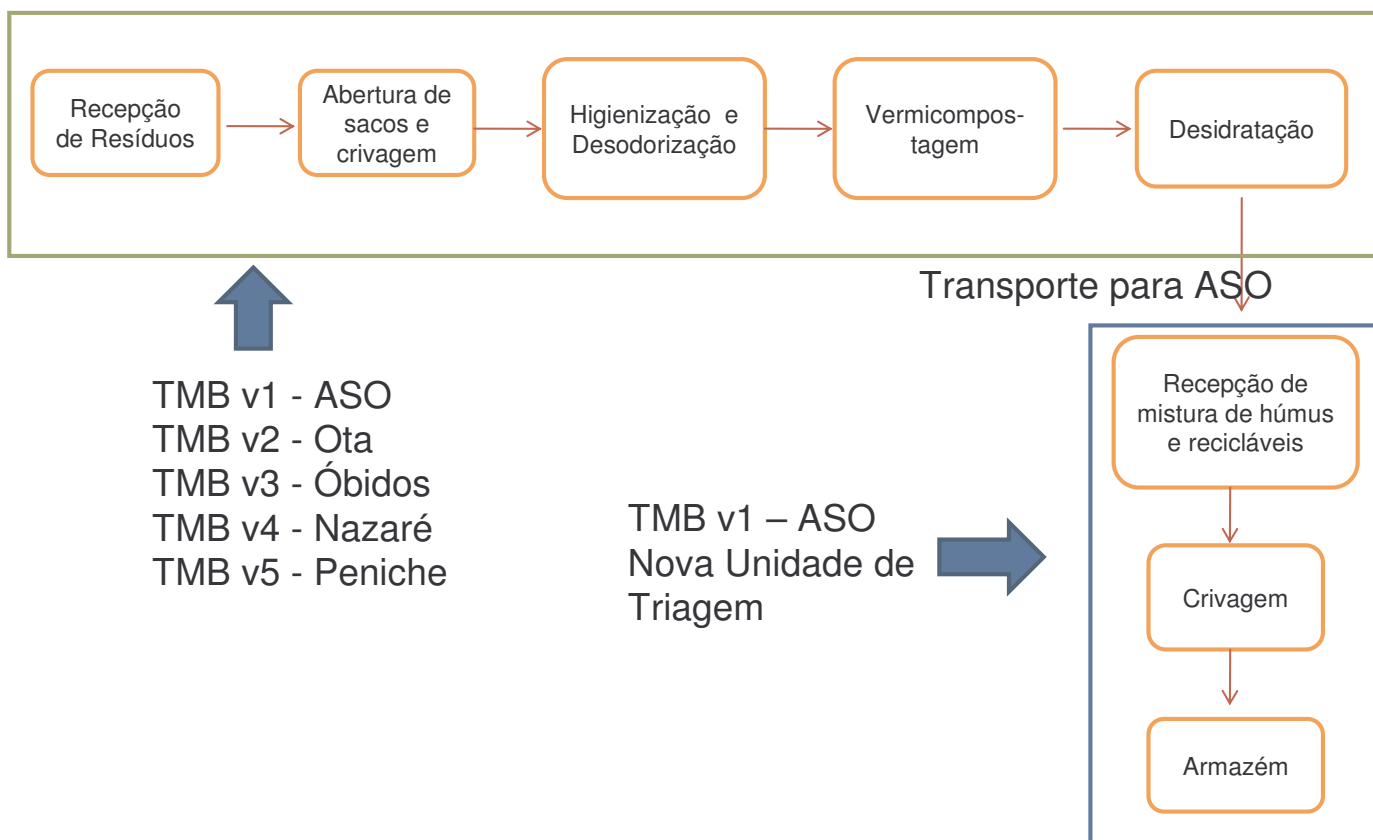 Recepção
de Resíduos
Abertura de
sacos e
crivagem
Higienização e
Desodorização
Vermicompos-
tagem
Desidratação
Transporte para ASO
TMB v1 - ASO
TMB v2 - Ota
TMB v3 - Óbidos
TMB v4 - Nazaré
TMB v5 - Peniche
TMB v1 – ASO
Nova Unidade de
Triagem
Recepção de
mistura de húmus
e recicláveis
Crivagem
Armazém